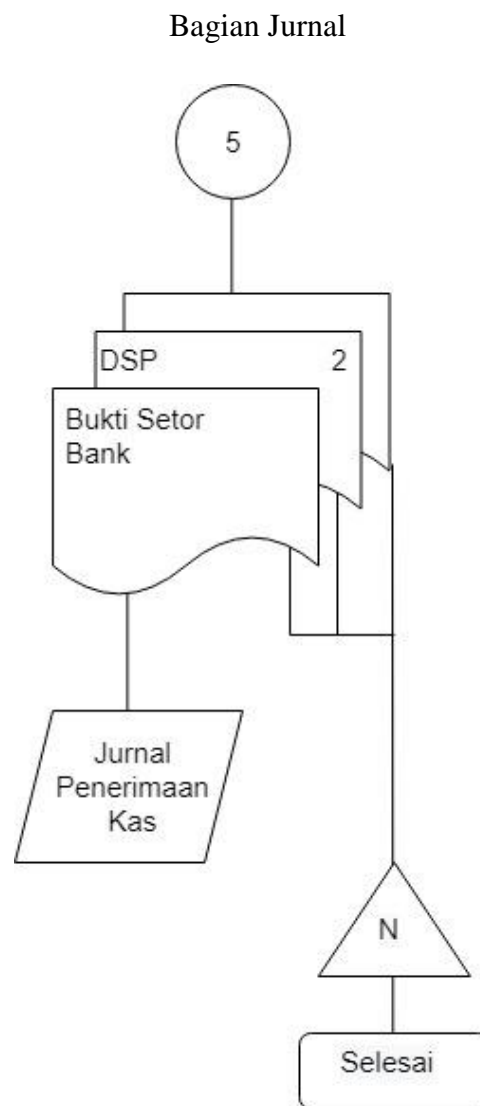 Bagian Jurnal
5
DSP 2
Bukti Setor
Bank
Jurnal
Penerimaan
Kas
N
Selesai